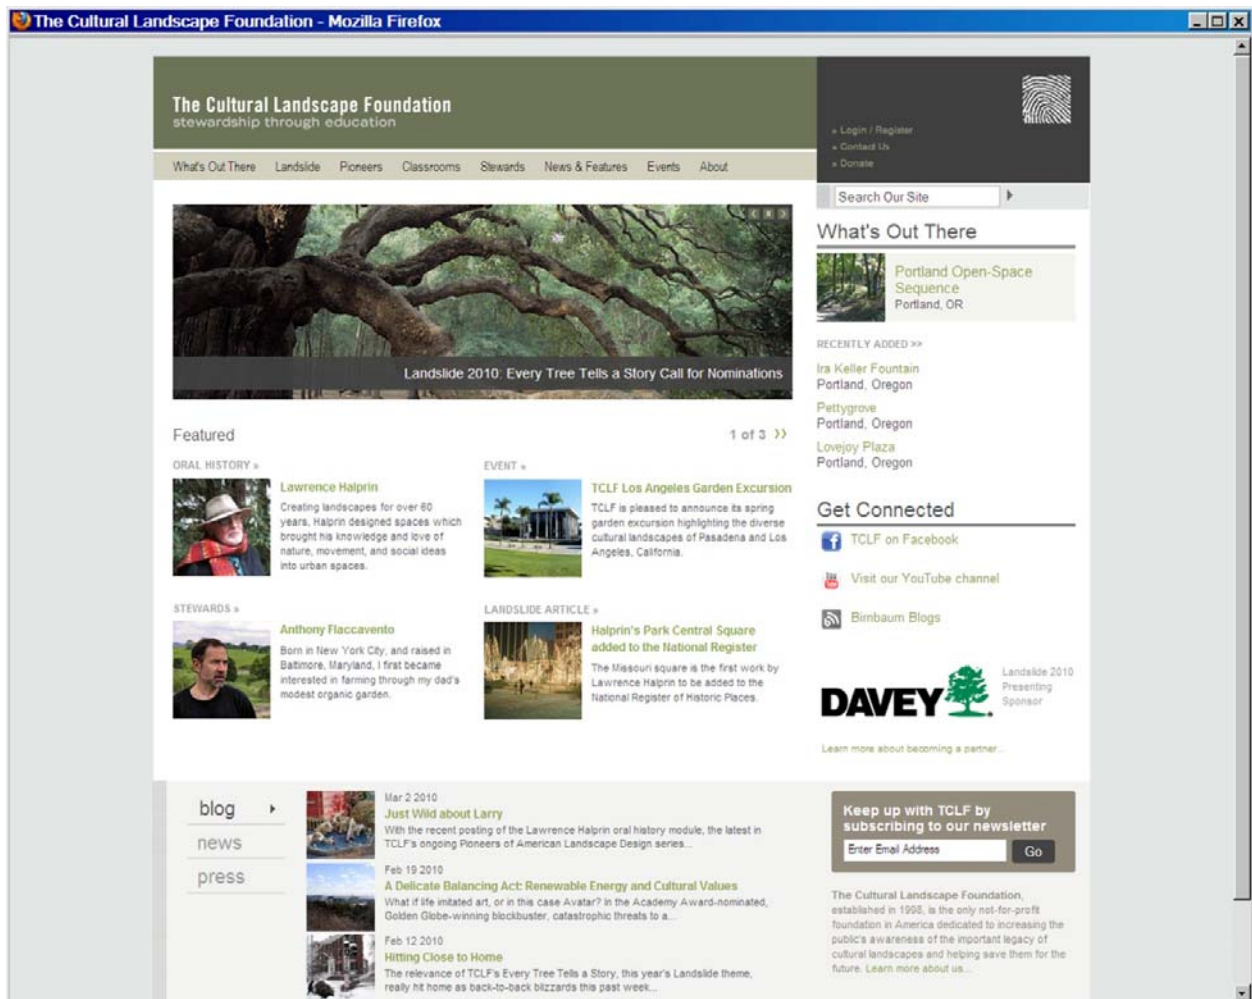 The Cultural Landscape Foundation - Mozilla Firefox
The Cultural Landscape Foundation
stewardship through education
» Login / Register
» Contact Us
» Donate
What's Out There Landslide Pioneers Classrooms Stewards News & Features Events About
Search Our Site
Landslide 2010: Every Tree Tells a Story Call for Nominations
Featured
1 of 3 »
ORAL HISTORY »
Lawrence Halprin
Creating landscapes for over 60
years, Halprin designed spaces which
brought his knowledge and love of
nature, movement, and social ideas
into urban spaces.
EVENT »
TCLF Los Angeles Garden Excursion
TCLF is pleased to announce its spring
garden excursion highlighting the diverse
cultural landscapes of Pasadena and Los
Angeles, California.
STEWARDS »
Anthony Flaccavento
Born in New York City, and raised in
Baltimore, Maryland, I first became
interested in farming through my dad's
modest organic garden.
LANDSLIDE ARTICLE »
Halprin's Park Central Square
added to the National Register
The Missouri square is the first work by
Lawrence Halprin to be added to the
National Register of Historic Places.
What's Out There
Portland Open-Space
Sequence
Portland, OR
RECENTLY ADDED >>
Ira Keller Fountain
Portland, Oregon
Pettygrove
Portland, Oregon
Lovejoy Plaza
Portland, Oregon
Get Connected
TCLF on Facebook
Visit our YouTube channel
Birnbaum Blogs
DAVEY
Landslide 2010
Presenting
Sponsor
Learn more about becoming a partner...
blog
news
press
Mar 2 2010
Just Wild about Larry
With the recent posting of the Lawrence Halprin oral history module, the latest in
TCLF's ongoing Pioneers of American Landscape Design series...
Feb 19 2010
A Delicate Balancing Act: Renewable Energy and Cultural Values
What if life imitated art, or in this case Avatar? In the Academy Award-nominated,
Golden Globe-winning blockbuster, catastrophic threats to a...
Feb 12 2010
Hitting Close to Home
The relevance of TCLF's Every Tree Tells a Story, this year's Landslide theme,
really hit home as back-to-back blizzards this past week...
Keep up with TCLF by
subscribing to our newsletter
Enter Email Address Go
The Cultural Landscape Foundation,
established in 1998, is the only not-for-profit
foundation in America dedicated to increasing the
public's awareness of the important legacy of
cultural landscapes and helping save them for the
future. Learn more about us...